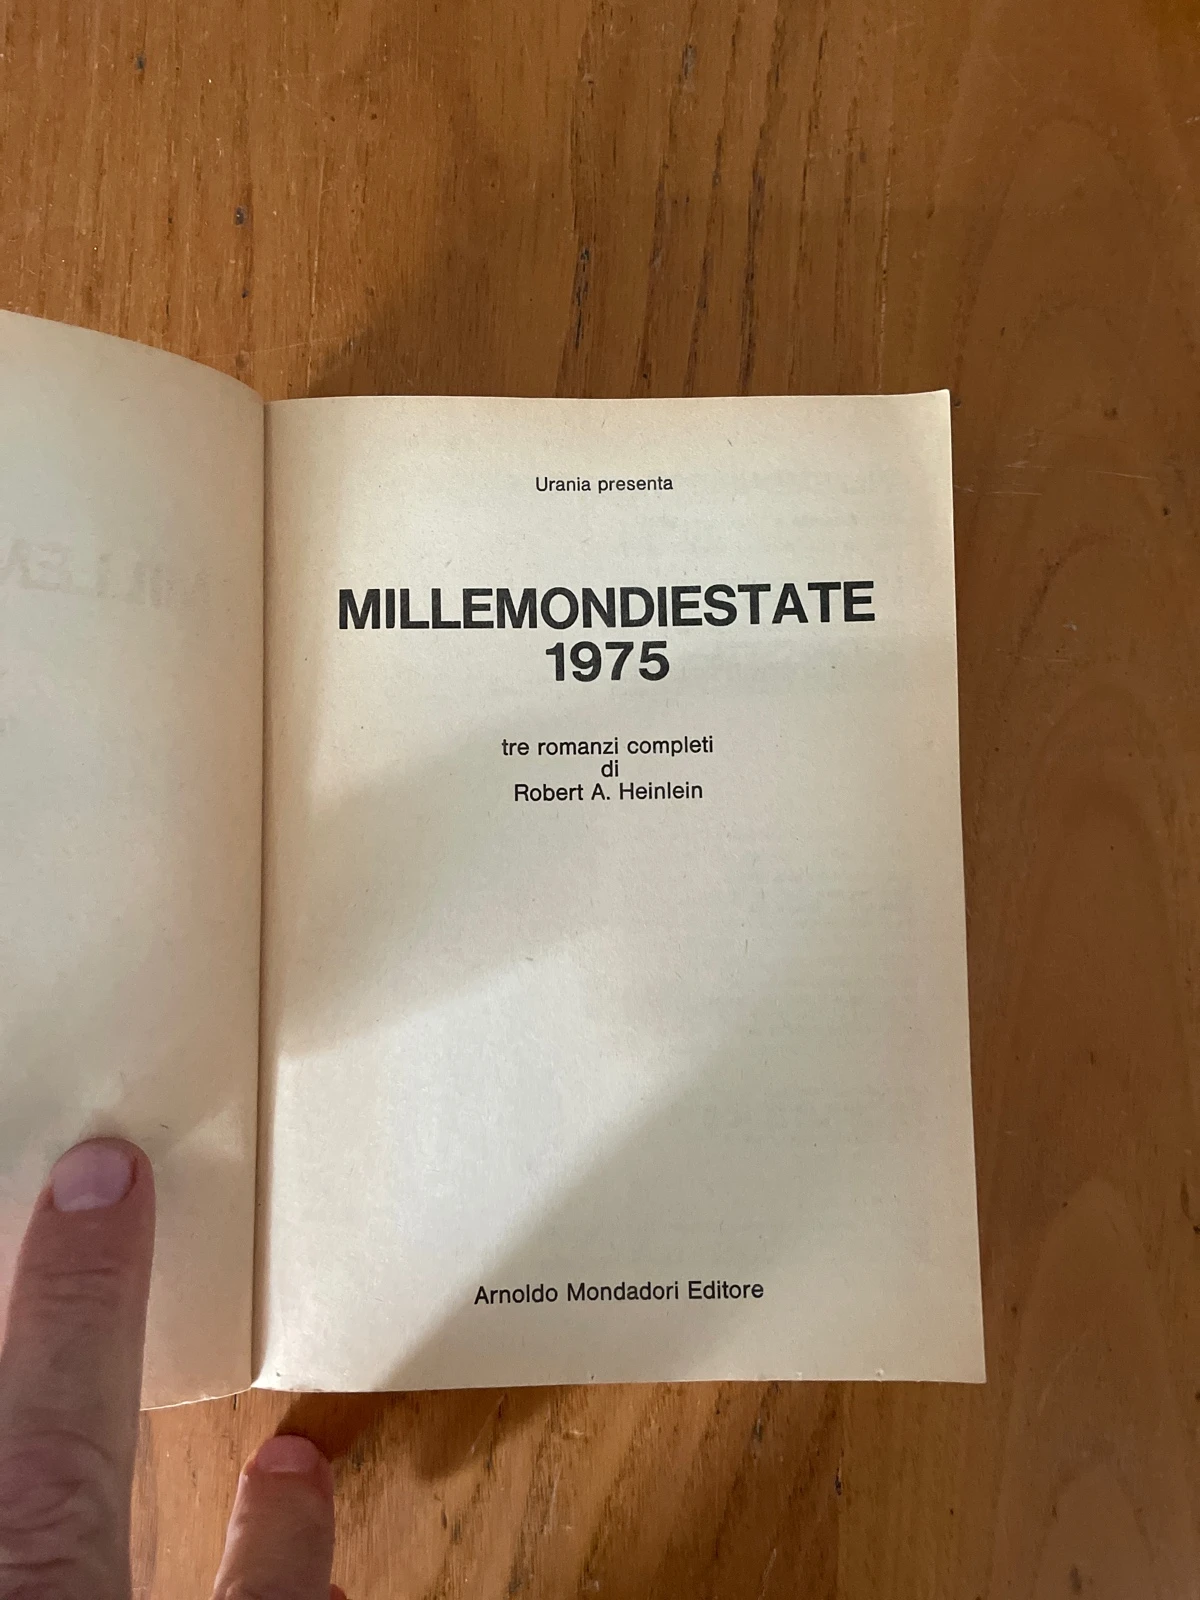 Urania presenta
MILLEMONDIESTATE
1975
tre romanzi completi
di
Robert A. Heinlein
Arnoldo Mondadori Editore